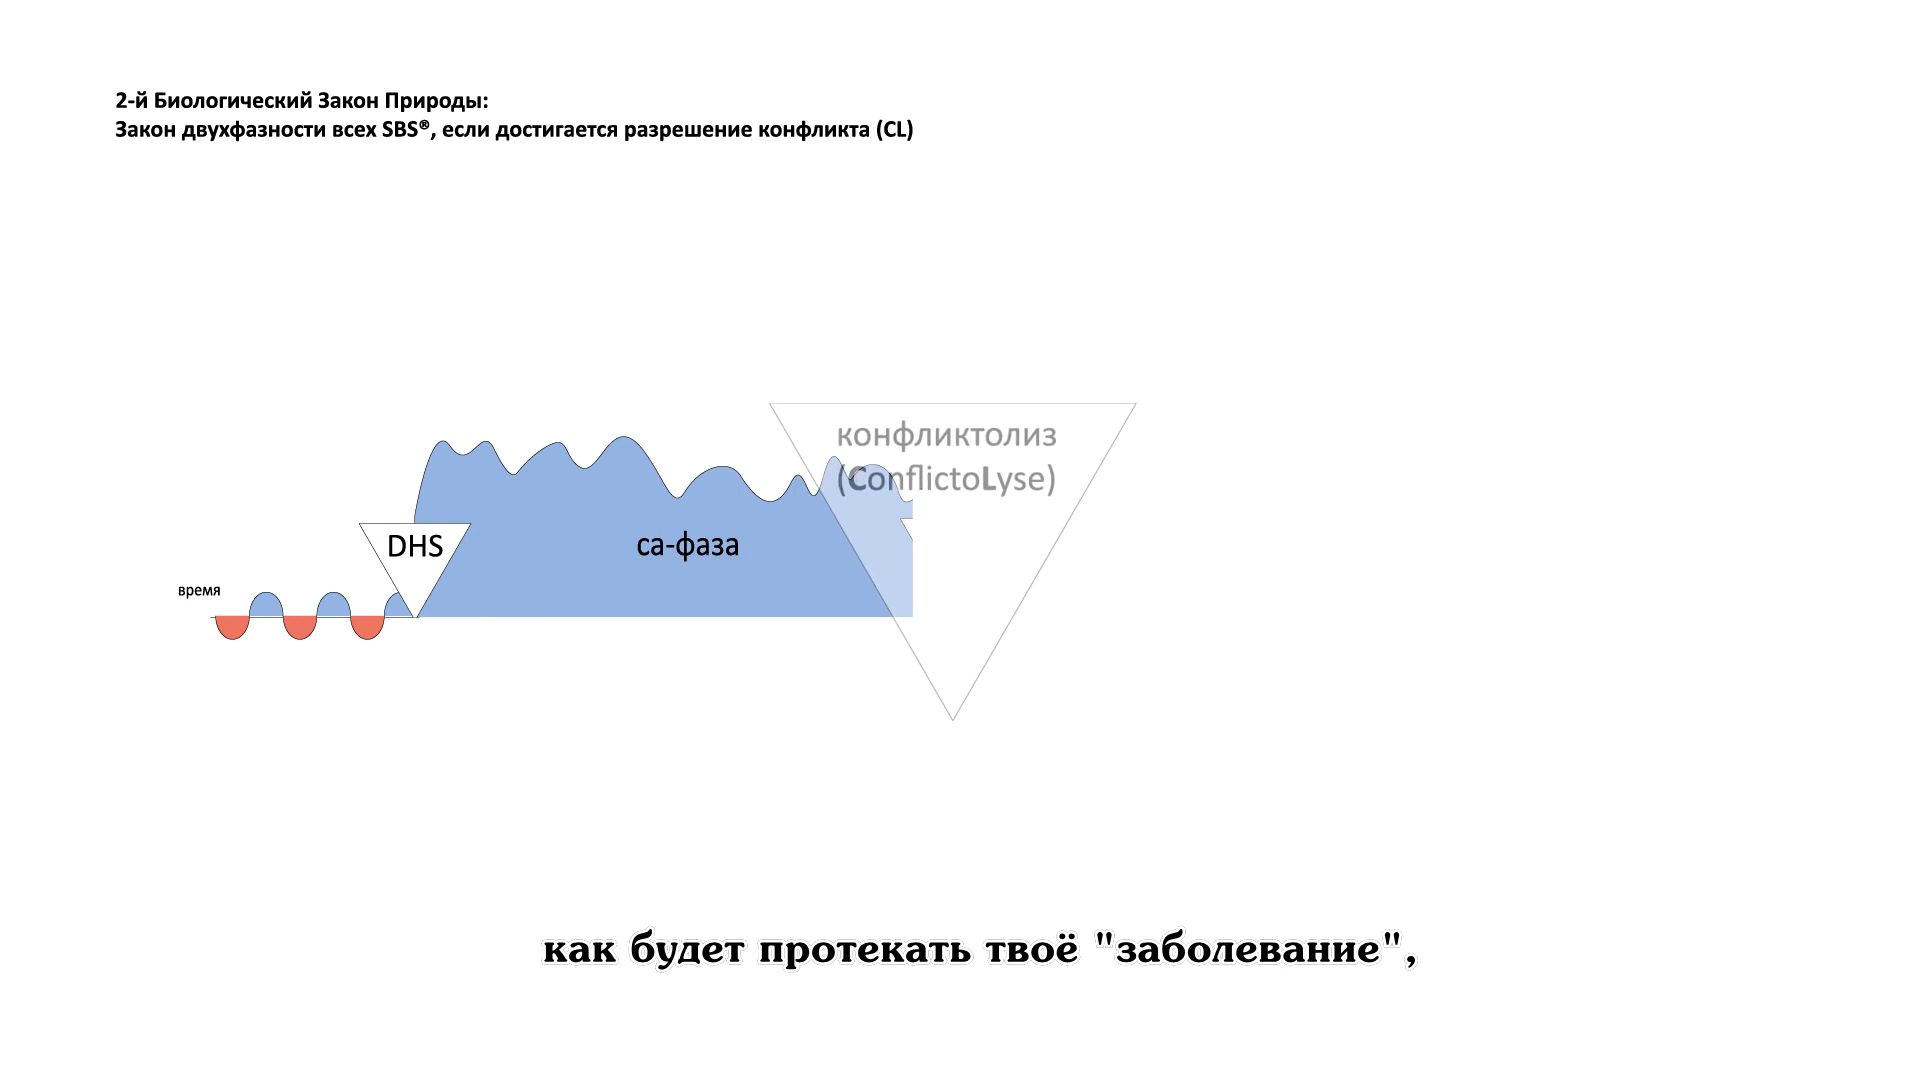 2-й Биологический Закон Природы:
Закон двухфазности всех SBS®, если достигается разрешение конфликта (CL)
конфликтолиз
(ConflictoLyse)
DHS
са-фаза
время
как будет протекать твоё "заболевание",